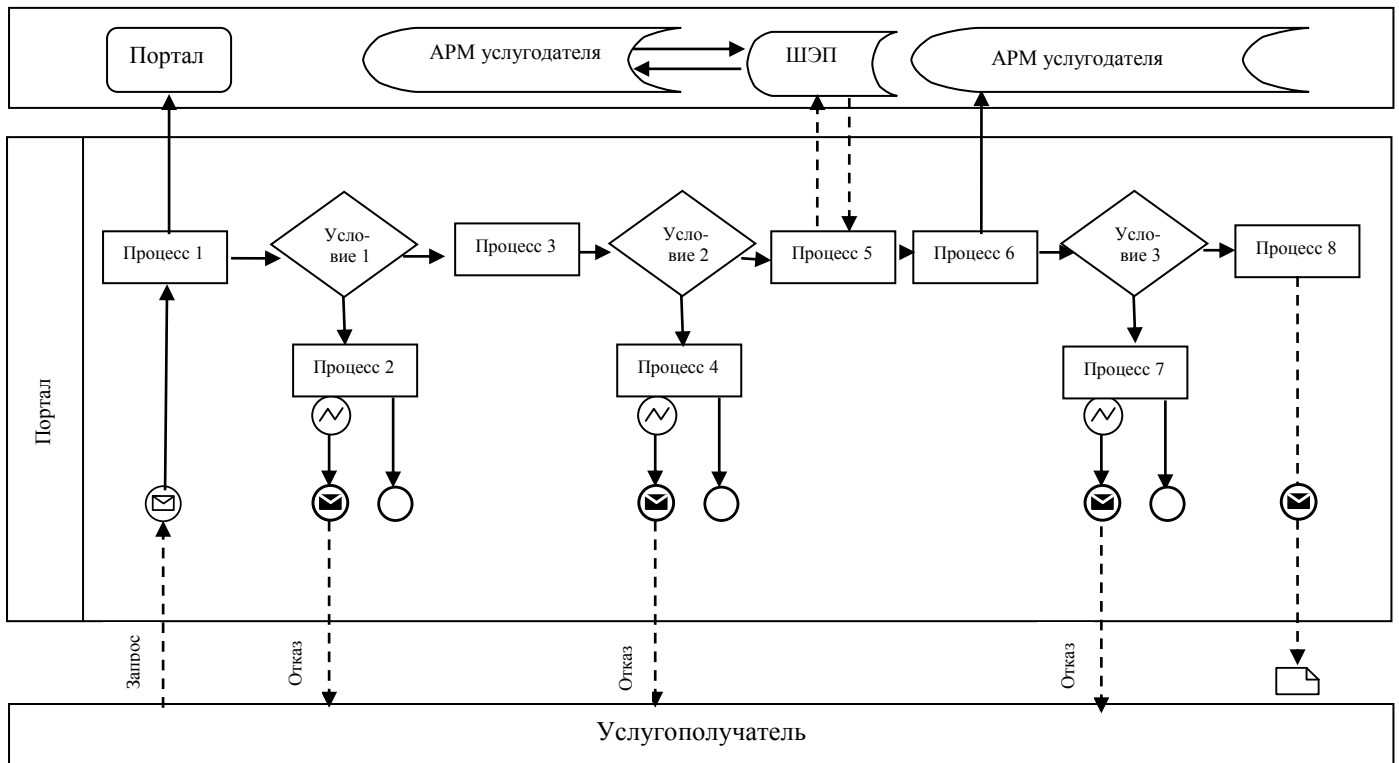 Портал
АРМ услугодателя
ШЭП
АРМ услугодателя
Портал
Процесс 1
Усло-
вие 1
Процесс 3
Усло-
вие 2
Процесс 5
Процесс 6
Усло-
вие 3
Процесс 8
Процесс 2
Процесс 4
Процесс 7
Запрос
Отказ
Отказ
Отказ
Услугополучатель